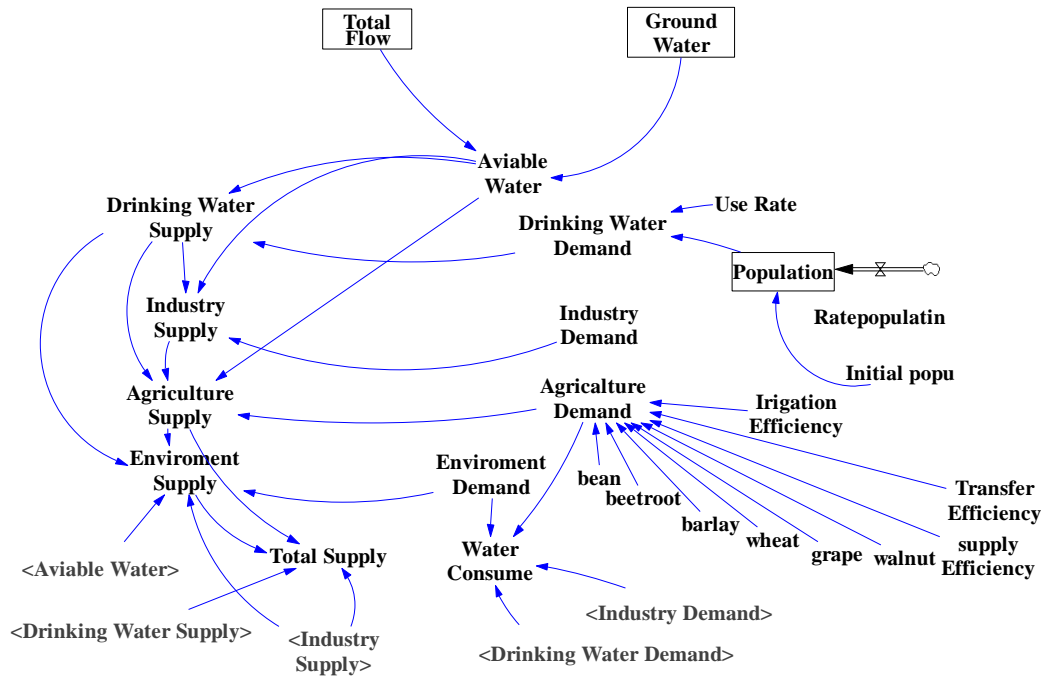 Total
Flow
Ground
Water
Aviable
Water
Drinking Water
Supply
Use Rate
Drinking Water
Demand
Population
Industry
Supply
Industry
Demand
Ratepopulatin
Initial popu
Agriculture
Supply
Agricalture
Demand
Irigation
Efficiency
Enviroment
Supply
Enviroment
Demand
bean
beetroot
barlay
wheat
grape
walnut
Transfer
Efficiency
supply
Efficiency
Total Supply
Water
Consume
<Aviable Water>
<Drinking Water Supply>
<Industry
Supply>
<Industry Demand>
<Drinking Water Demand>